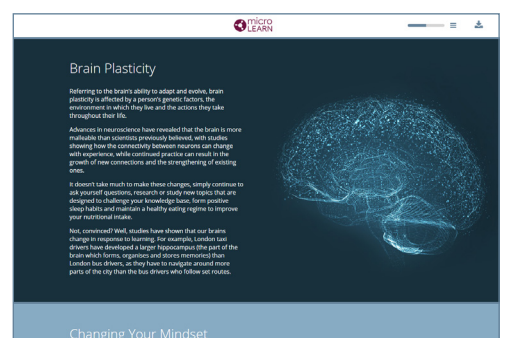 micro
LEARN
Brain Plasticity
Referring to the brain's ability to adapt and evolve, brain
plasticity is affected by a person's genetic factors, the
environment in which they live and the actions they take
throughout their life.
Advances in neuroscience have revealed that the brain is more
malleable than scientists previously believed, with studies
showing how the connectivity between neurons can change
with experience, while continued practice can result in the
growth of new connections and the strengthening of existing
ones.
It doesn't take much to make these changes, simply continue to
ask yourself questions, research or study new topics that are
designed to challenge your knowledge base, form positive
sleep habits and maintain a healthy eating regime to improve
your nutritional intake.
Not, convinced? Well, studies have shown that our brains
change in response to learning. For example, London taxi
drivers have developed a larger hippocampus (the part of the
brain which forms, organises and stores memories) than
London bus drivers, as they have to navigate around more
parts of the city than the bus drivers who follow set routes.
Changing Your Mindset